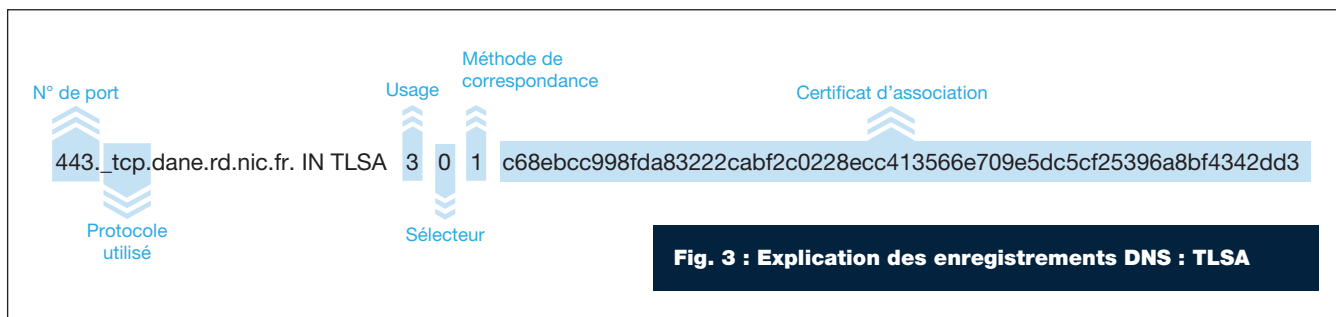 Méthode de
correspondance
N° de port
Usage
Certificat d'association
443._tcp.dane.rd.nic.fr. IN TLSA 3 0 1 c68ebcc998fda83222cabf2c0228ecc413566e709e5dc5cf25396a8bf4342dd3
Protocole
utilisé
Sélecteur
Fig. 3 : Explication des enregistrements DNS : TLSA